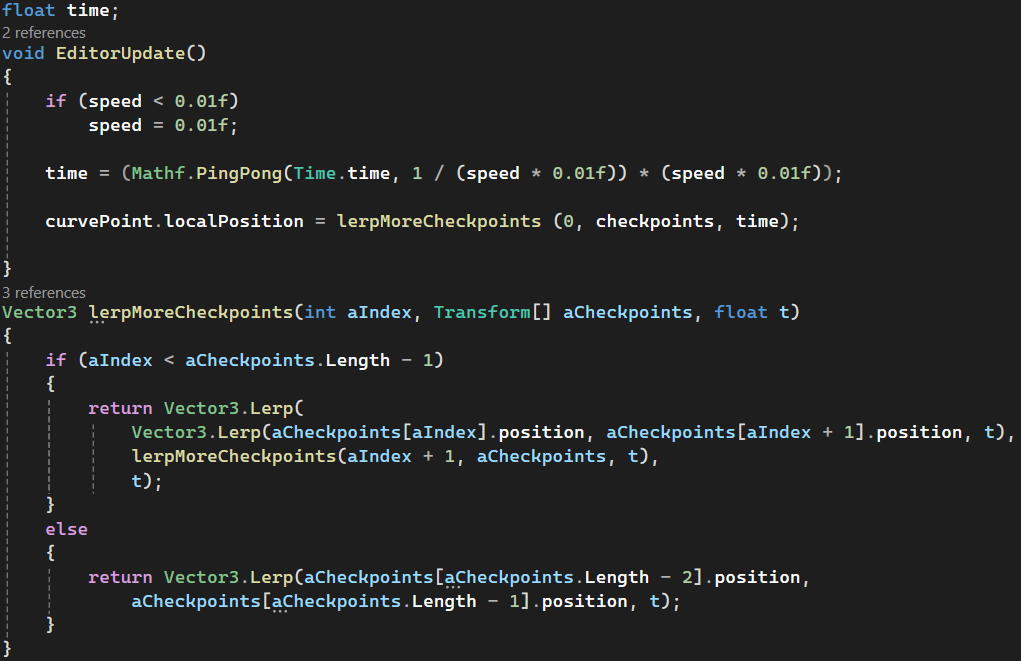 float time;
2 references
void EditorUpdate()
{
    if (speed < 0.01f)
        speed = 0.01f;

    time = (Mathf.PingPong(Time.time, 1 / (speed * 0.01f)) * (speed * 0.01f));

    curvePoint.localPosition = lerpMoreCheckpoints (0, checkpoints, time);

}
3 references
Vector3 lerpMoreCheckpoints(int aIndex, Transform[] aCheckpoints, float t)
{
    if (aIndex < aCheckpoints.Length - 1)
    {
        return Vector3.Lerp(
            Vector3.Lerp(aCheckpoints[aIndex].position, aCheckpoints[aIndex + 1].position, t),
            lerpMoreCheckpoints(aIndex + 1, aCheckpoints, t),
            t);
    }
    else
    {
        return Vector3.Lerp(aCheckpoints[aCheckpoints.Length - 2].position,
            aCheckpoints[aCheckpoints.Length - 1].position, t);
    }
}